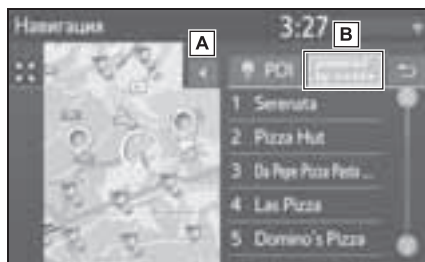 Навигация 3:27
A
B
POI
1 Serenata
2 Pizza Hut
3 Da Pepe Pizza Pasta ...
4 Las Pizza
5 Domino's Pizza